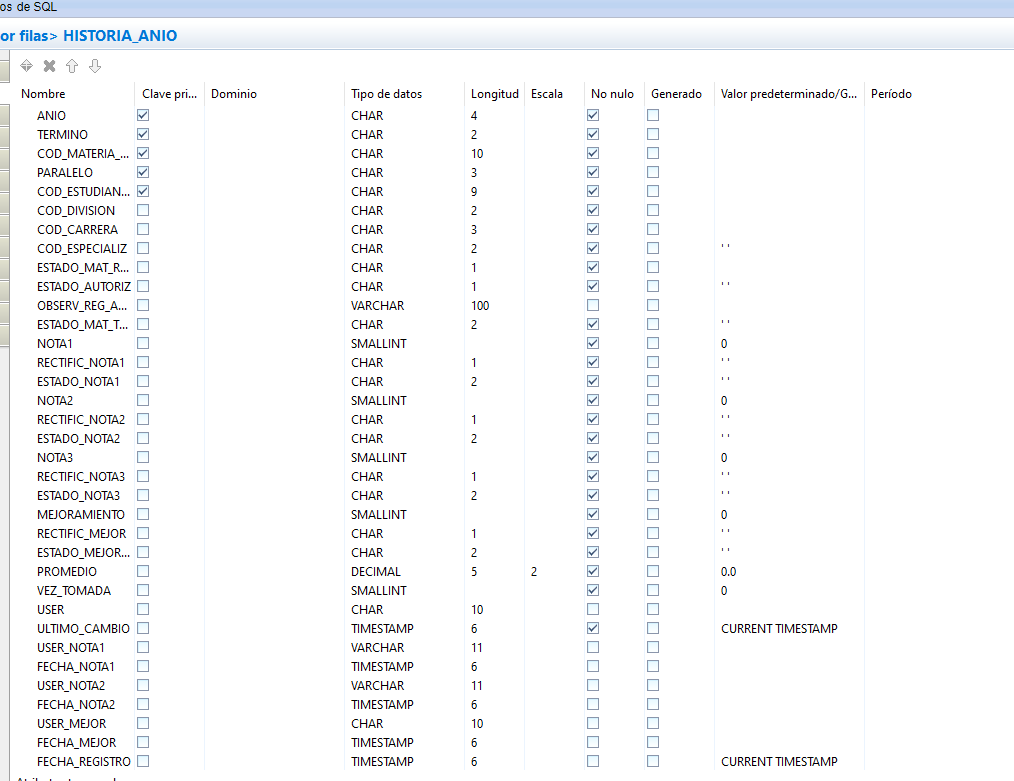 os de SQL
or filas> HISTORIA_ANIO
Nombre Clave pri... Dominio Tipo de datos Longitud Escala No nulo Generado Valor predeterminado/G... Período
ANIO CHAR 4
TERMINO CHAR 2
COD_MATERIA_... CHAR 10
PARALELO CHAR 3
COD_ESTUDIAN... CHAR 9
COD_DIVISION CHAR 2
COD_CARRERA CHAR 3
COD_ESPECIALIZ CHAR 2 ' '
ESTADO_MAT_R... CHAR 1
ESTADO_AUTORIZ CHAR 1 ' '
OBSERV_REG_A... VARCHAR 100
ESTADO_MAT_T... CHAR 2 ' '
NOTA1 SMALLINT 0
RECTIFIC_NOTA1 CHAR 1 ' '
ESTADO_NOTA1 CHAR 2 ' '
NOTA2 SMALLINT 0
RECTIFIC_NOTA2 CHAR 1 ' '
ESTADO_NOTA2 CHAR 2 ' '
NOTA3 SMALLINT 0
RECTIFIC_NOTA3 CHAR 1 ' '
ESTADO_NOTA3 CHAR 2 ' '
MEJORAMIENTO SMALLINT 0
RECTIFIC_MEJOR CHAR 1 ' '
ESTADO_MEJOR... CHAR 2 ' '
PROMEDIO DECIMAL 5 2 0.0
VEZ_TOMADA SMALLINT 0
USER CHAR 10
ULTIMO_CAMBIO TIMESTAMP 6 CURRENT TIMESTAMP
USER_NOTA1 VARCHAR 11
FECHA_NOTA1 TIMESTAMP 6
USER_NOTA2 VARCHAR 11
FECHA_NOTA2 TIMESTAMP 6
USER_MEJOR CHAR 10
FECHA_MEJOR TIMESTAMP 6
FECHA_REGISTRO TIMESTAMP 6 CURRENT TIMESTAMP